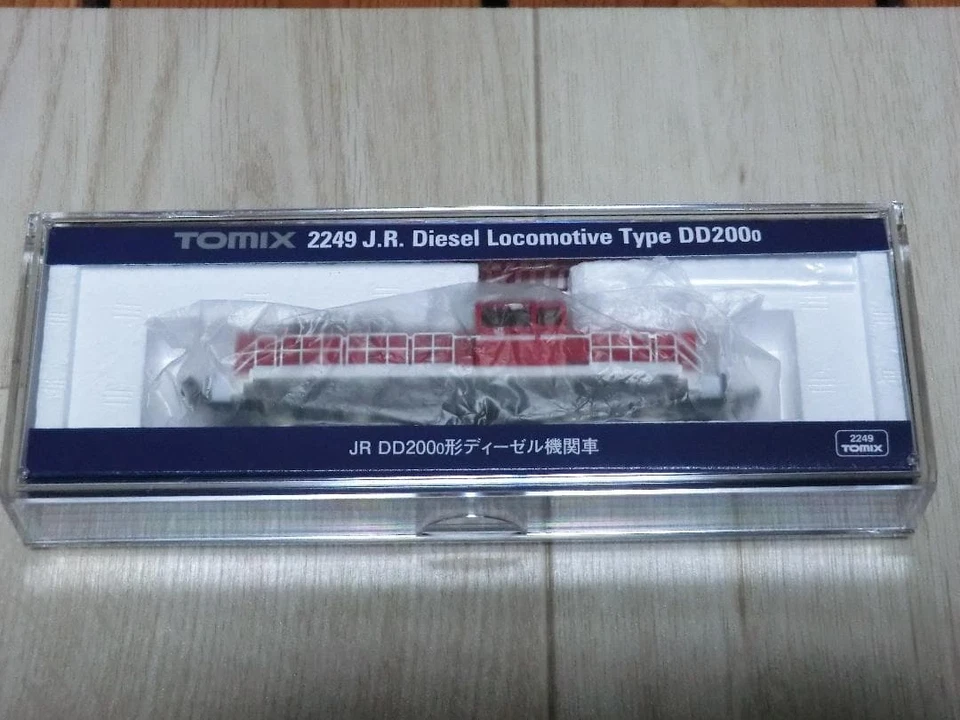 TOMIX 2249 J.R. Diesel Locomotive Type DD2000
JR DD2000形ディーゼル機関車
2249
TOMIX